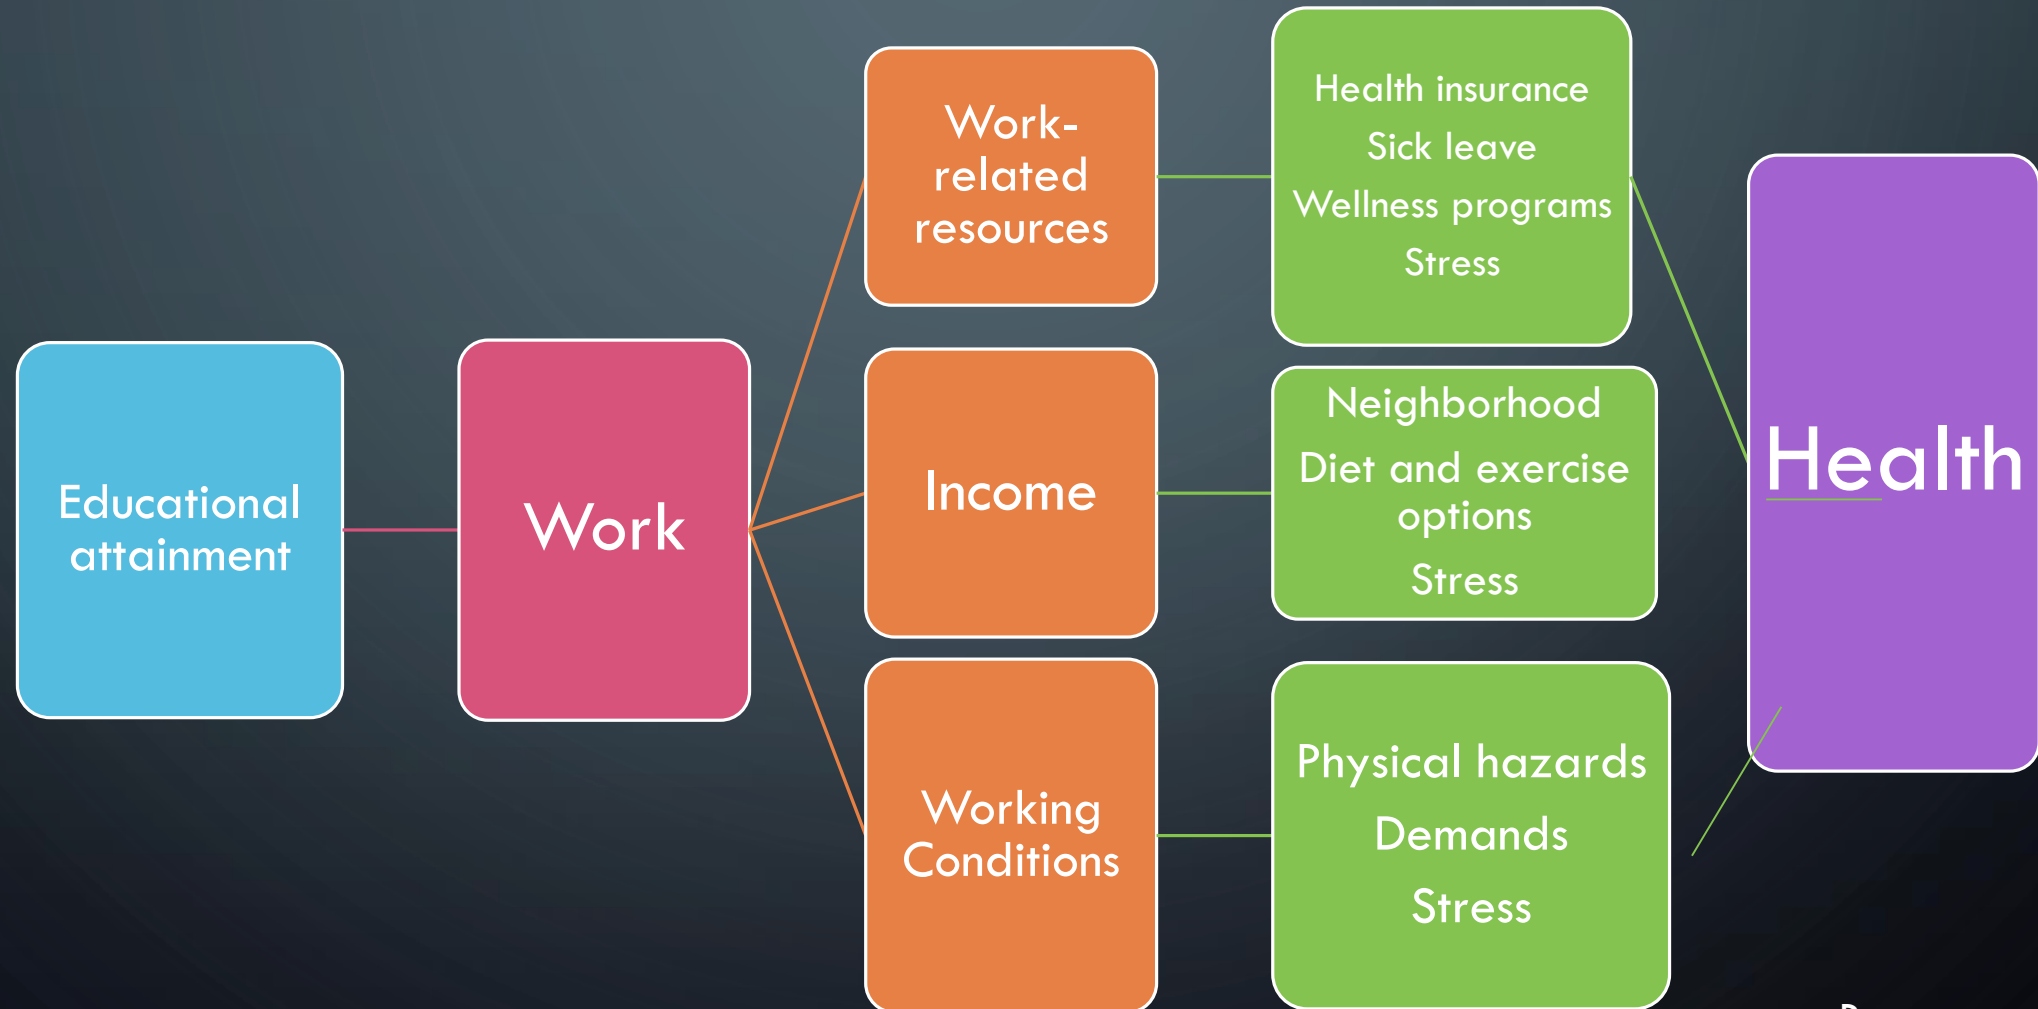 Educational
attainment
Work
Work-
related
resources
Income
Working
Conditions
Health insurance
Sick leave
Wellness programs
Stress
Neighborhood
Diet and exercise
options
Stress
Physical hazards
Demands
Stress
Health